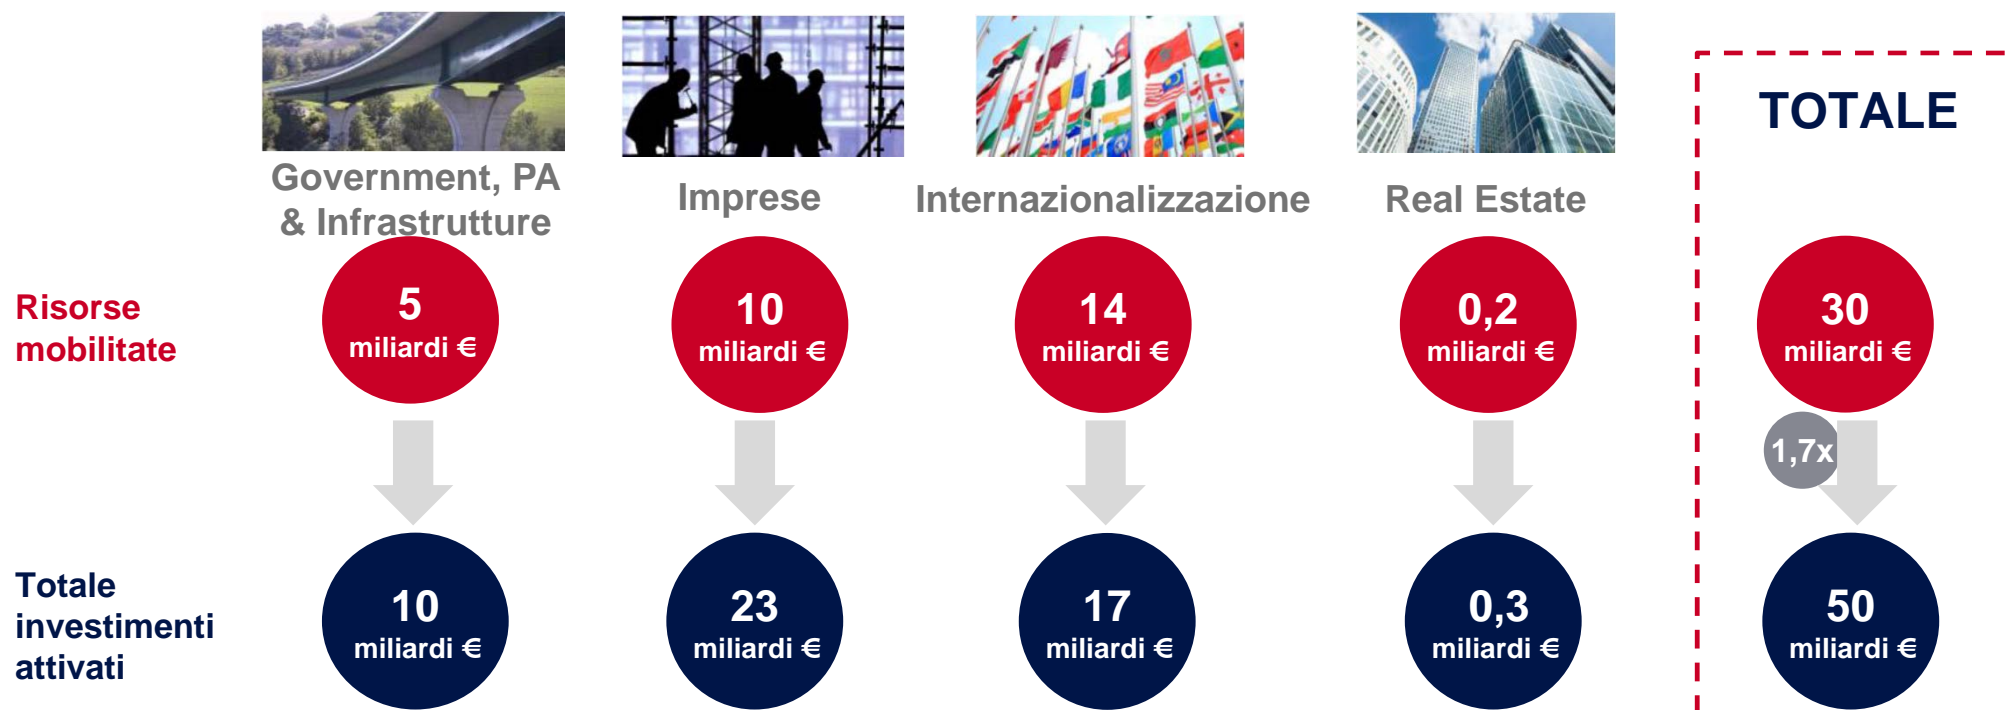 TOTALE
Government, PA
& Infrastrutture
Imprese
Internazionalizzazione
Real Estate
Risorse
mobilitate
5
miliardi €
10
miliardi €
14
miliardi €
0,2
miliardi €
30
miliardi €
1,7x
Totale
investimenti
attivati
10
miliardi €
23
miliardi €
17
miliardi €
0,3
miliardi €
50
miliardi €